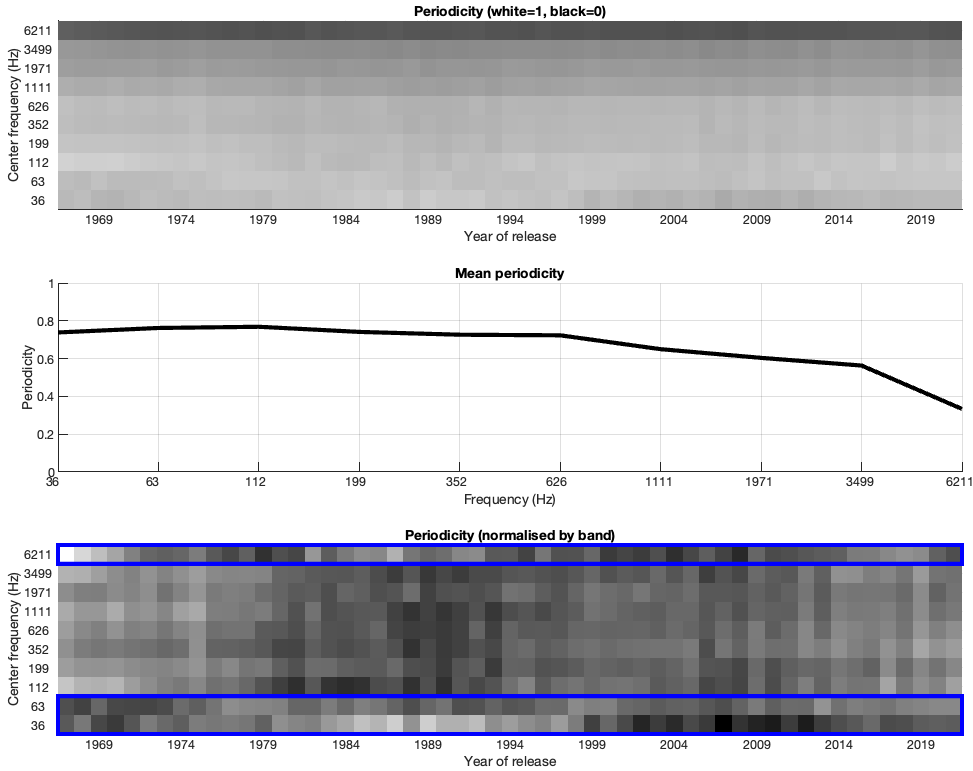 Periodicity (white=1, black=0)
Center frequency (Hz)
6211
3499
1971
1111
626
352
199
112
63
36
1969 1974 1979 1984 1989 1994 1999 2004 2009 2014 2019
Year of release
Mean periodicity
Periodicity
1
0.8
0.6
0.4
0.2
0
36 63 112 199 352 626 1111 1971 3499 6211
Frequency (Hz)
Periodicity (normalised by band)
Center frequency (Hz)
6211
3499
1971
1111
626
352
199
112
63
36
1969 1974 1979 1984 1989 1994 1999 2004 2009 2014 2019
Year of release